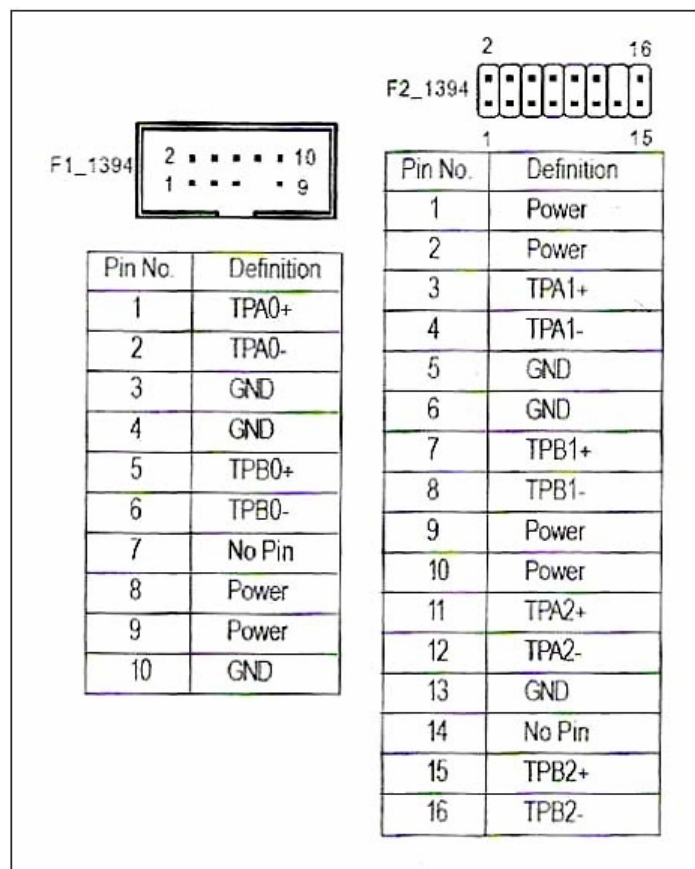 F1_1394
2 10
1 9
Pin No. Definition
1 TPA0+
2 TPA0-
3 GND
4 GND
5 TPB0+
6 TPB0-
7 No Pin
8 Power
9 Power
10 GND
2 16
F2_1394
1 15
Pin No. Definition
1 Power
2 Power
3 TPA1+
4 TPA1-
5 GND
6 GND
7 TPB1+
8 TPB1-
9 Power
10 Power
11 TPA2+
12 TPA2-
13 GND
14 No Pin
15 TPB2+
16 TPB2-